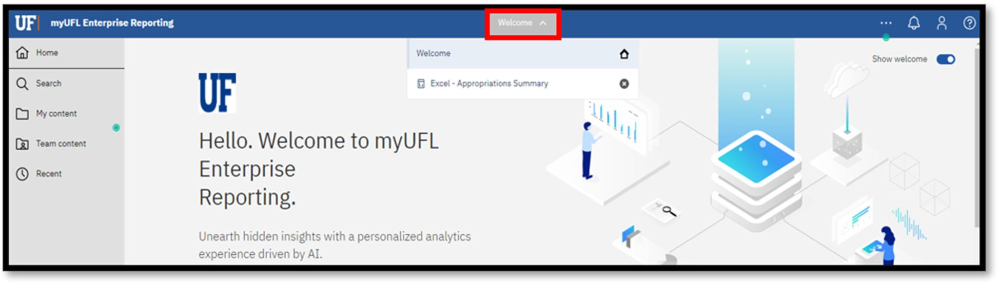 UF
myUFL Enterprise Reporting
Welcome
Home
Search
My content
Team content
Recent
Welcome
Excel - Appropriations Summary
Show welcome
UF
Hello. Welcome to myUFL
Enterprise
Reporting.
Unearth hidden insights with a personalized analytics
experience driven by AI.